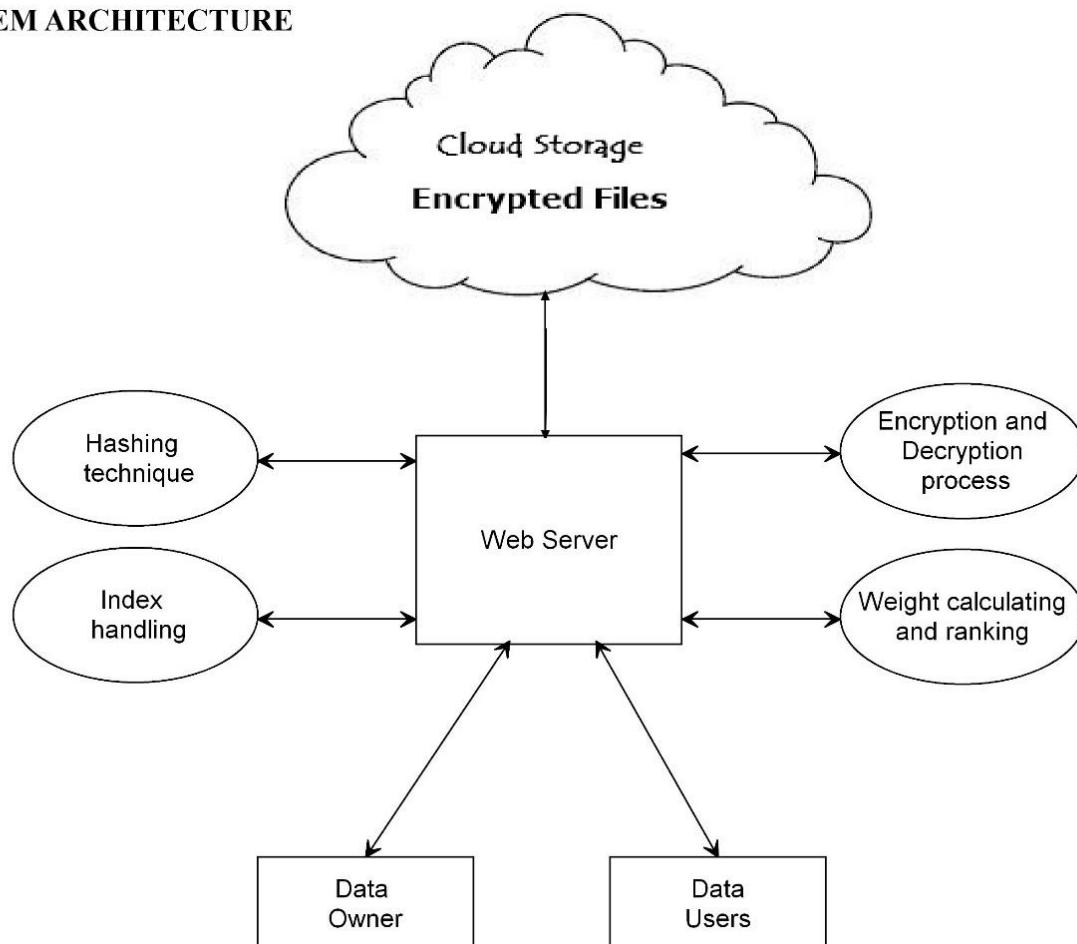 EM ARCHITECTURE
Cloud Storage
Encrypted Files
Hashing
technique
Encryption and
Decryption
process
Web Server
Index
handling
Weight calculating
and ranking
Data
Owner
Data
Users